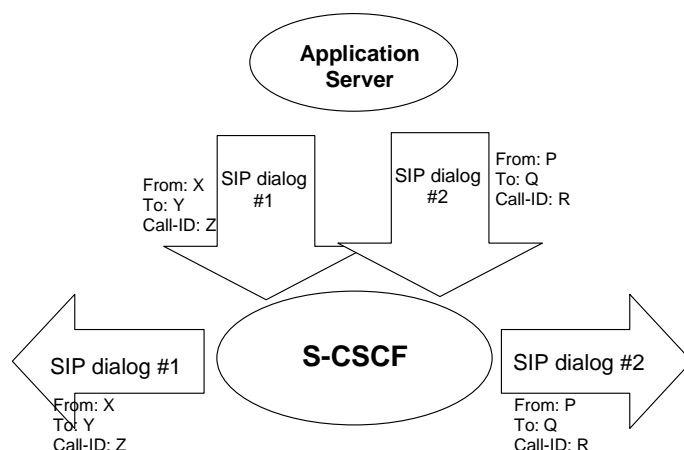 Application
Server
From: X
To: Y
Call-ID: Z
SIP dialog
#1
SIP dialog
#2
From: P
To: Q
Call-ID: R
S-CSCF
SIP dialog #1
From: X
To: Y
Call-ID: Z
SIP dialog #2
From: P
To: Q
Call-ID: R